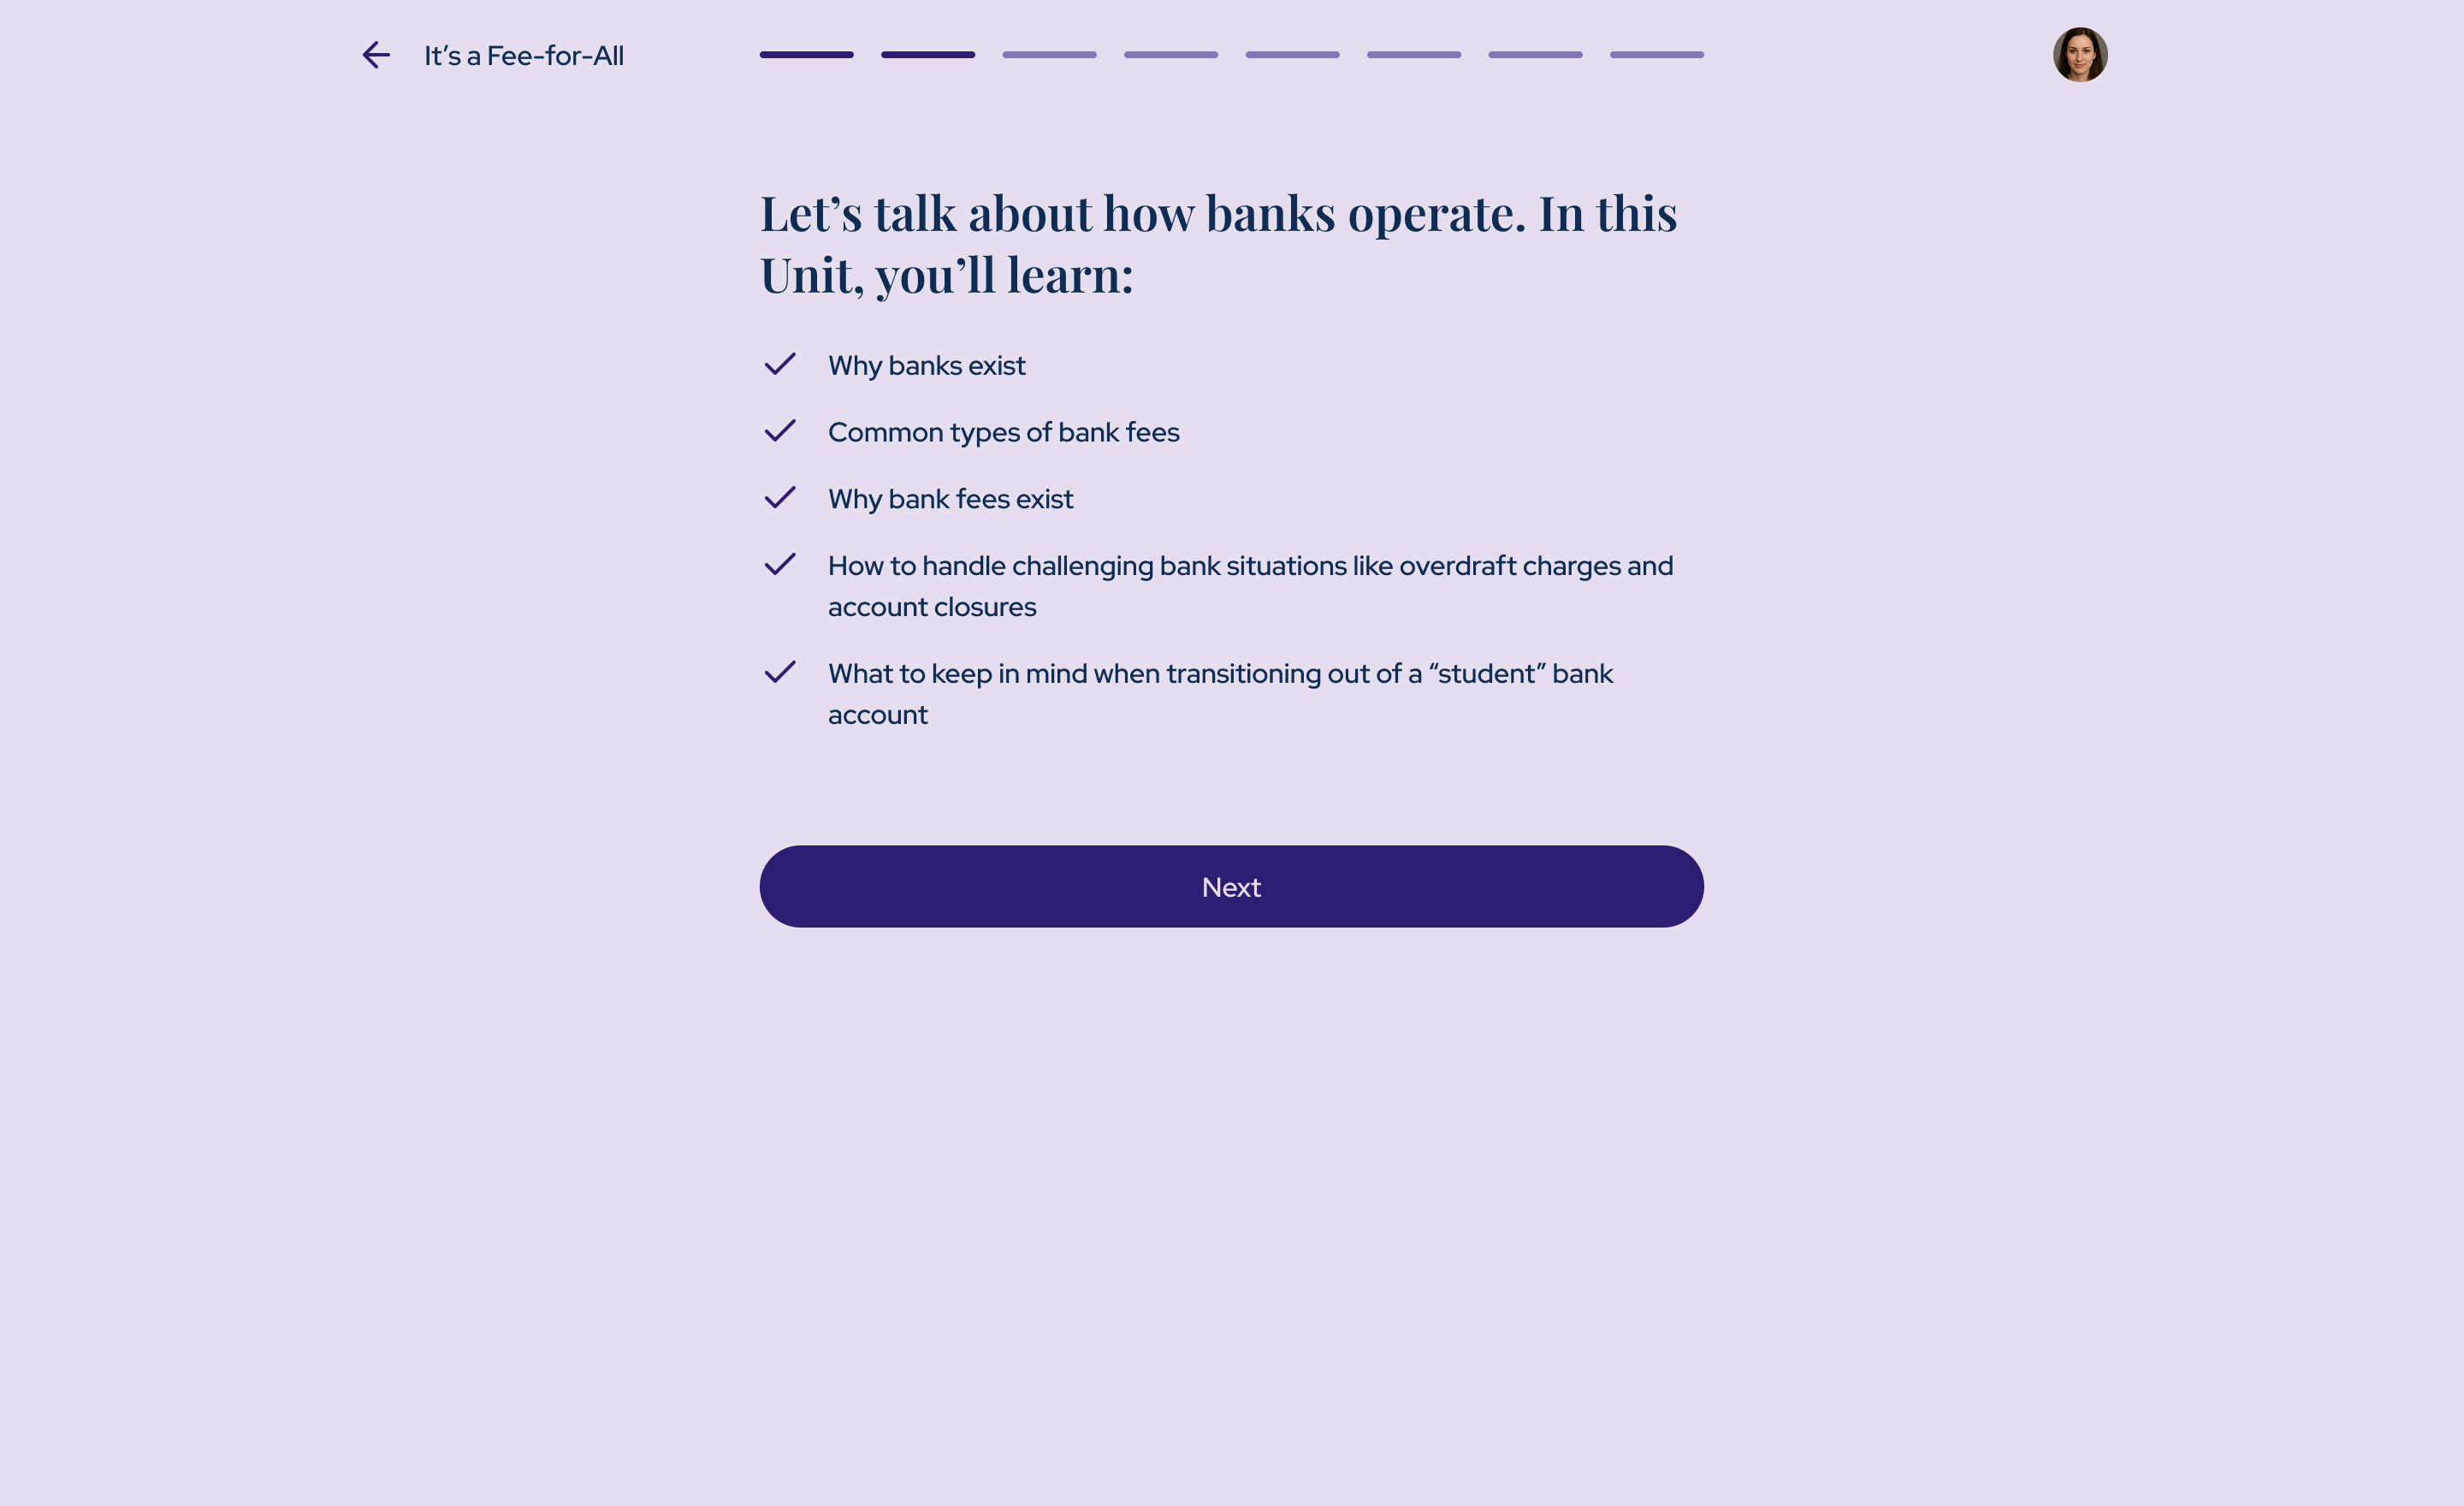 It’s a Fee-for-All
Let’s talk about how banks operate. In this
Unit, you’ll learn:
Why banks exist
Common types of bank fees
Why bank fees exist
How to handle challenging bank situations like overdraft charges and
account closures
What to keep in mind when transitioning out of a “student” bank
account
Next